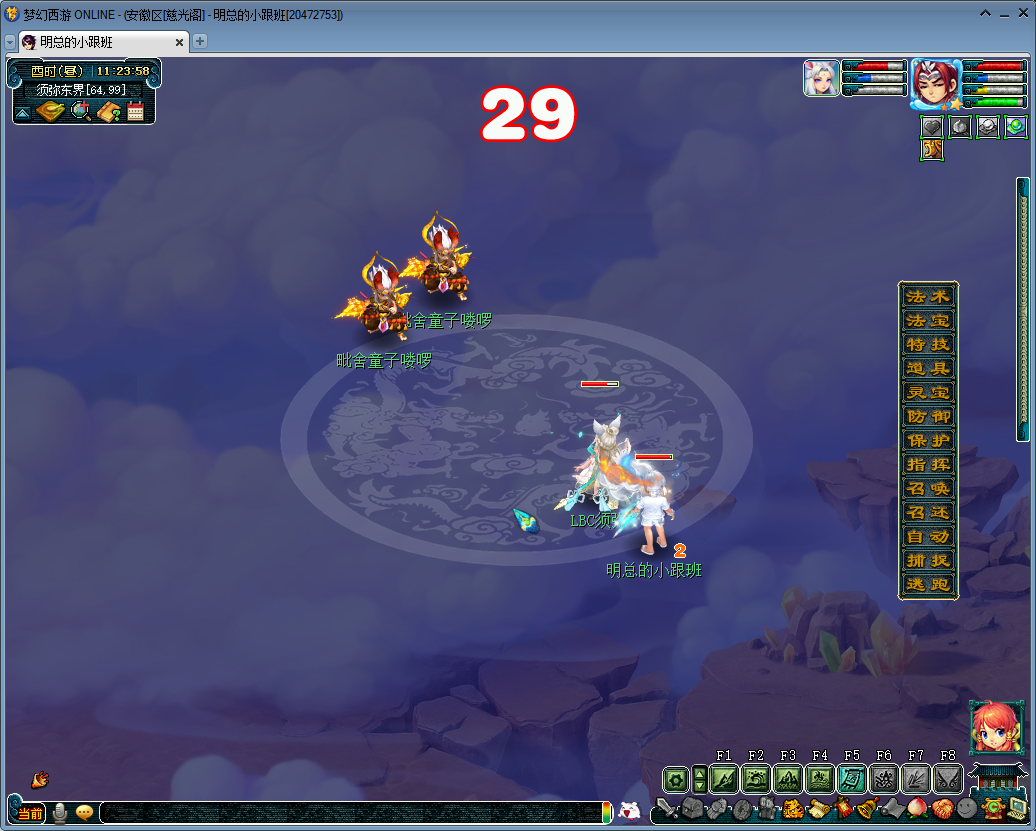 梦幻西游 ONLINE - (安徽区[慈光阁] - 明总的小跟班[20472753])
明总的小跟班
酉时(昼) 11:23:58
须弥东界[64,99]
29
毗舍童子喽啰
毗舍童子喽啰
法术
法宝
特技
道具
灵宝
防御
保护
指挥
召唤
召还
自动
捕捉
逃跑
LBC须
2
明总的小跟班
F1 F2 F3 F4 F5 F6 F7 F8
当前